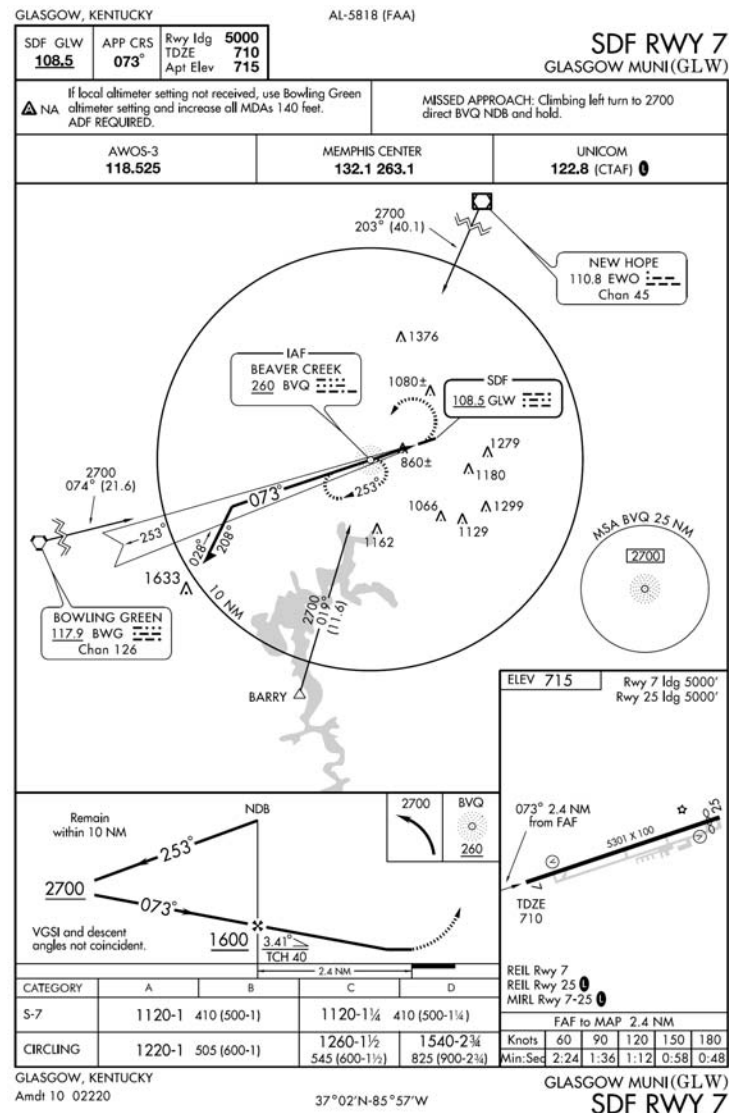 GLASGOW, KENTUCKY
AL-5818 (FAA)
SDF GLW
108.5
APP CRS
073°
Rwy ldg 5000
TDZE 710
Apt Elev 715
SDF RWY 7
GLASGOW MUNI(GLW)
A NA
If local altimeter setting not received, use Bowling Green
altimeter setting and increase all MDAs 140 feet.
ADF REQUIRED.
MISSED APPROACH: Climbing left turn to 2700
direct BVQ NDB and hold.
AWOS-3
118.525
MEMPHIS CENTER
132.1 263.1
UNICOM
122.8 (CTAF) L
2700
203° (40.1)
NEW HOPE
110.8 EWO
Chan 45
1376
IAF
BEAVER CREEK
260 BVQ
1080±
SDF
108.5 GLW
1279
860±
1180
2700
074° (21.6)
073°
253°
1066
1299
1129
253°
028°
208°
1162
MSA BVQ 25 NM
2700
1633
10 NM
2700
019°
(11.6)
BOWLING GREEN
117.9 BWG
Chan 126
BARRY
ELEV 715
Rwy 7 ldg 5000'
Rwy 25 ldg 5000'
073° 2.4 NM
from FAF
5301 X 100
0.25
V
V
7
TDZE
710
REIL Rwy 7
REIL Rwy 25 L
MIRL Rwy 7-25 L
Remain
within 10 NM
NDB
2700
BVQ
260
253°
2700
073°
VGSI and descent
angles not coincident.
1600
3.41°
TCH 40
2.4 NM
CATEGORY A B C D
S-7 1120-1 410 (500-1) 1120-1¼ 410 (500-1¼)
CIRCLING 1220-1 505 (600-1) 1260-1½ 1540-2¾
545 (600-1½) 825 (900-2¾)
FAF to MAP 2.4 NM
Knots 60 90 120 150 180
Min:Sec 2:24 1:36 1:12 0:58 0:48
GLASGOW, KENTUCKY
Amdt 10 02220
37°02'N-85°57'W
GLASGOW MUNI(GLW)
SDF RWY 7